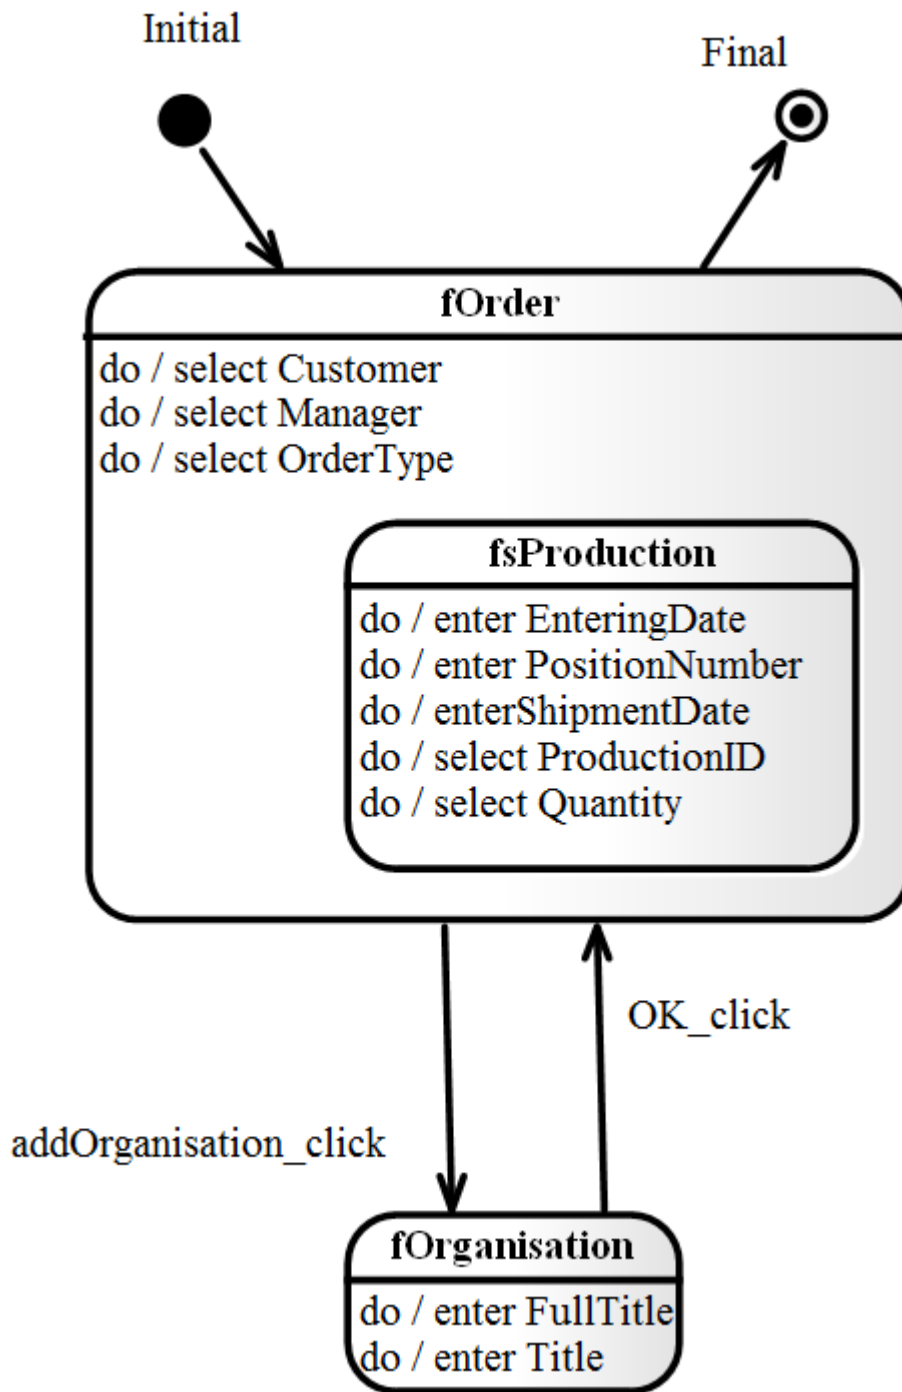 Initial
Final
fOrder
do / select Customer
do / select Manager
do / select OrderType
fsProduction
do / enter EnteringDate
do / enter PositionNumber
do / enterShipmentDate
do / select ProductionID
do / select Quantity
OK_click
addOrganisation_click
fOrganisation
do / enter FullTitle
do / enter Title